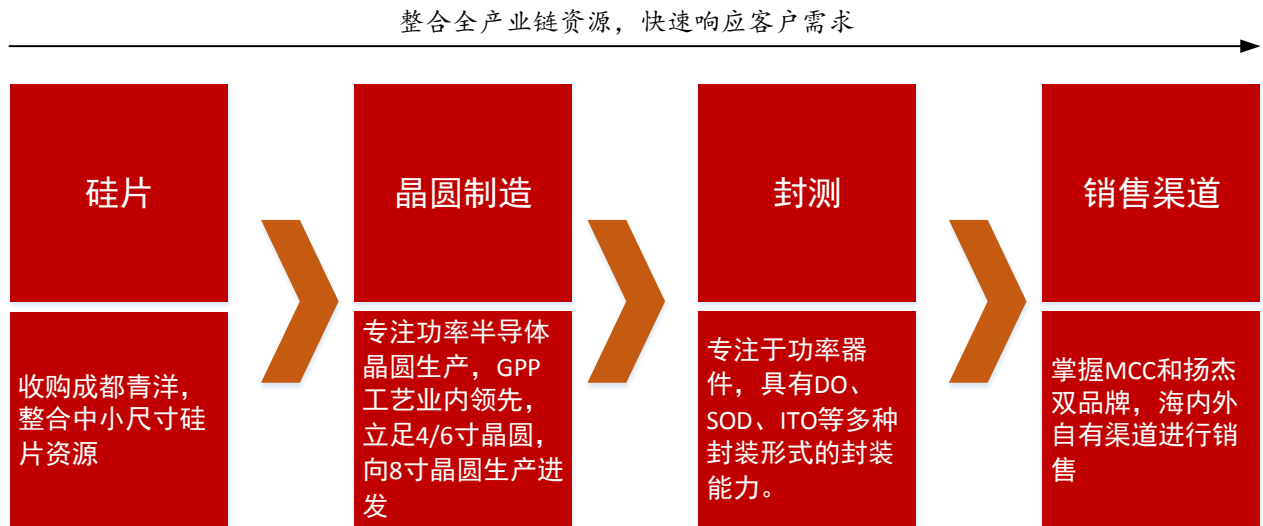 整合全产业链资源，快速响应客户需求
硅片
晶圆制造
封测
销售渠道
收购成都青洋，
整合中小尺寸硅
片资源
专注功率半导体
晶圆生产，GPP
工艺业内领先，
立足4/6寸晶圆，
向8寸晶圆生产进
发
专注于功率器
件，具有DO、
SOD、ITO等多种
封装形式的封装
能力。
掌握MCC和扬杰
双品牌，海内外
自有渠道进行销
售